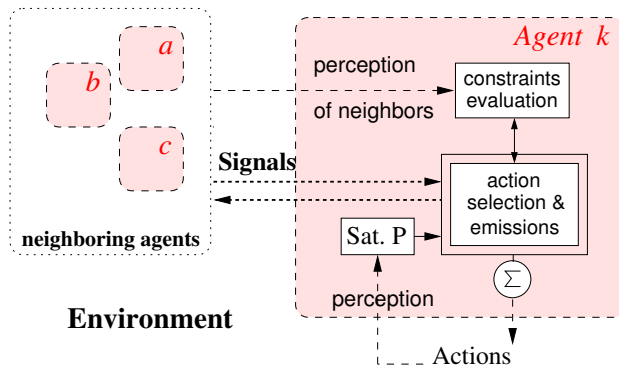 a
b
c
neighboring agents
Environment
Signals
Agent k
perception
of neighbors
constraints
evaluation
action
selection &
emissions
Sat. P
Σ
perception
Actions